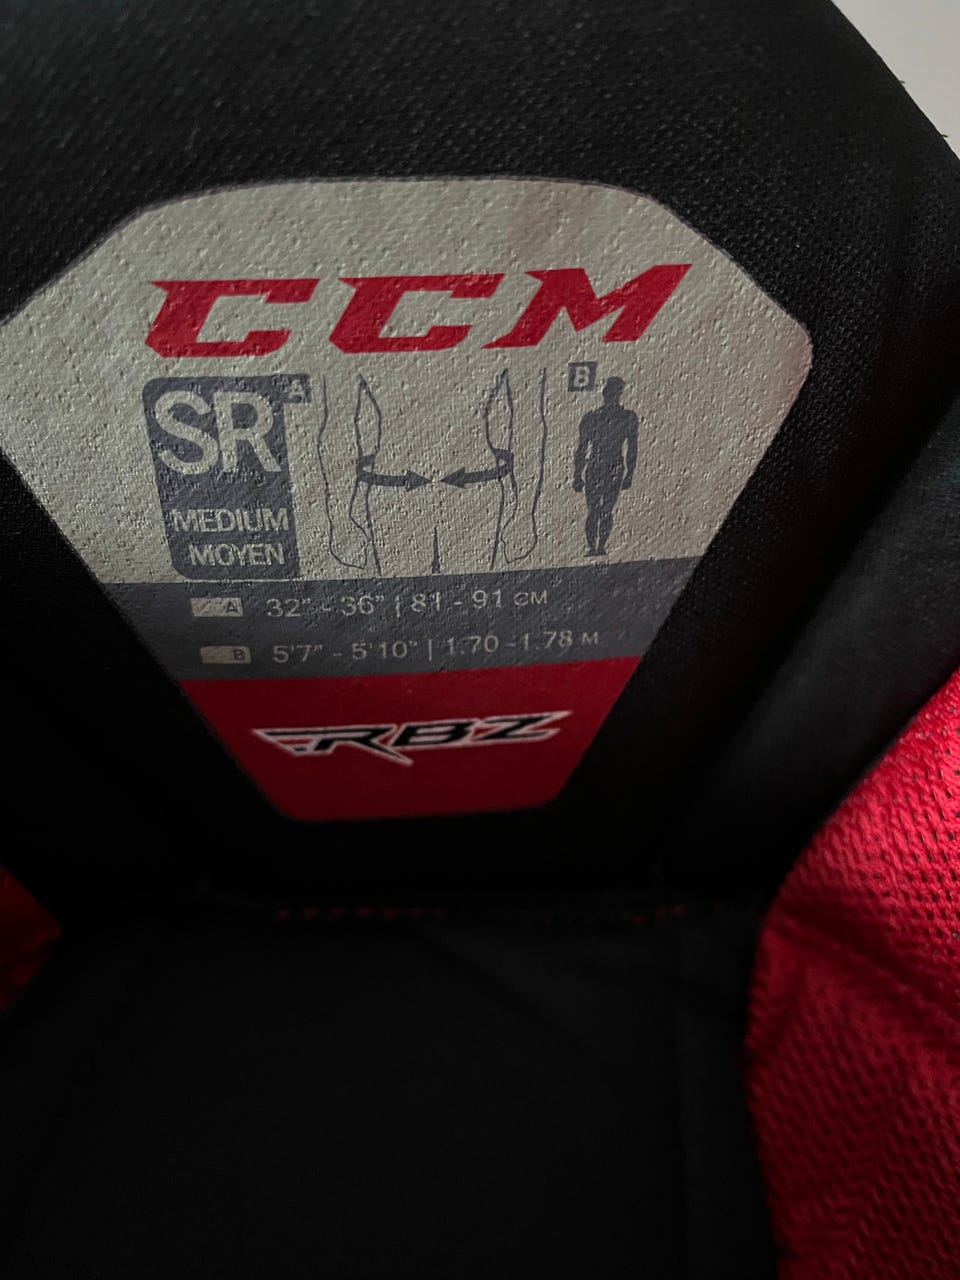 CCM
SR
A
B
MEDIUM
MOYEN
A 32" - 36" | 81 - 91 CM
B 5'7" - 5'10" | 1.70 - 1.78 M
RBZ